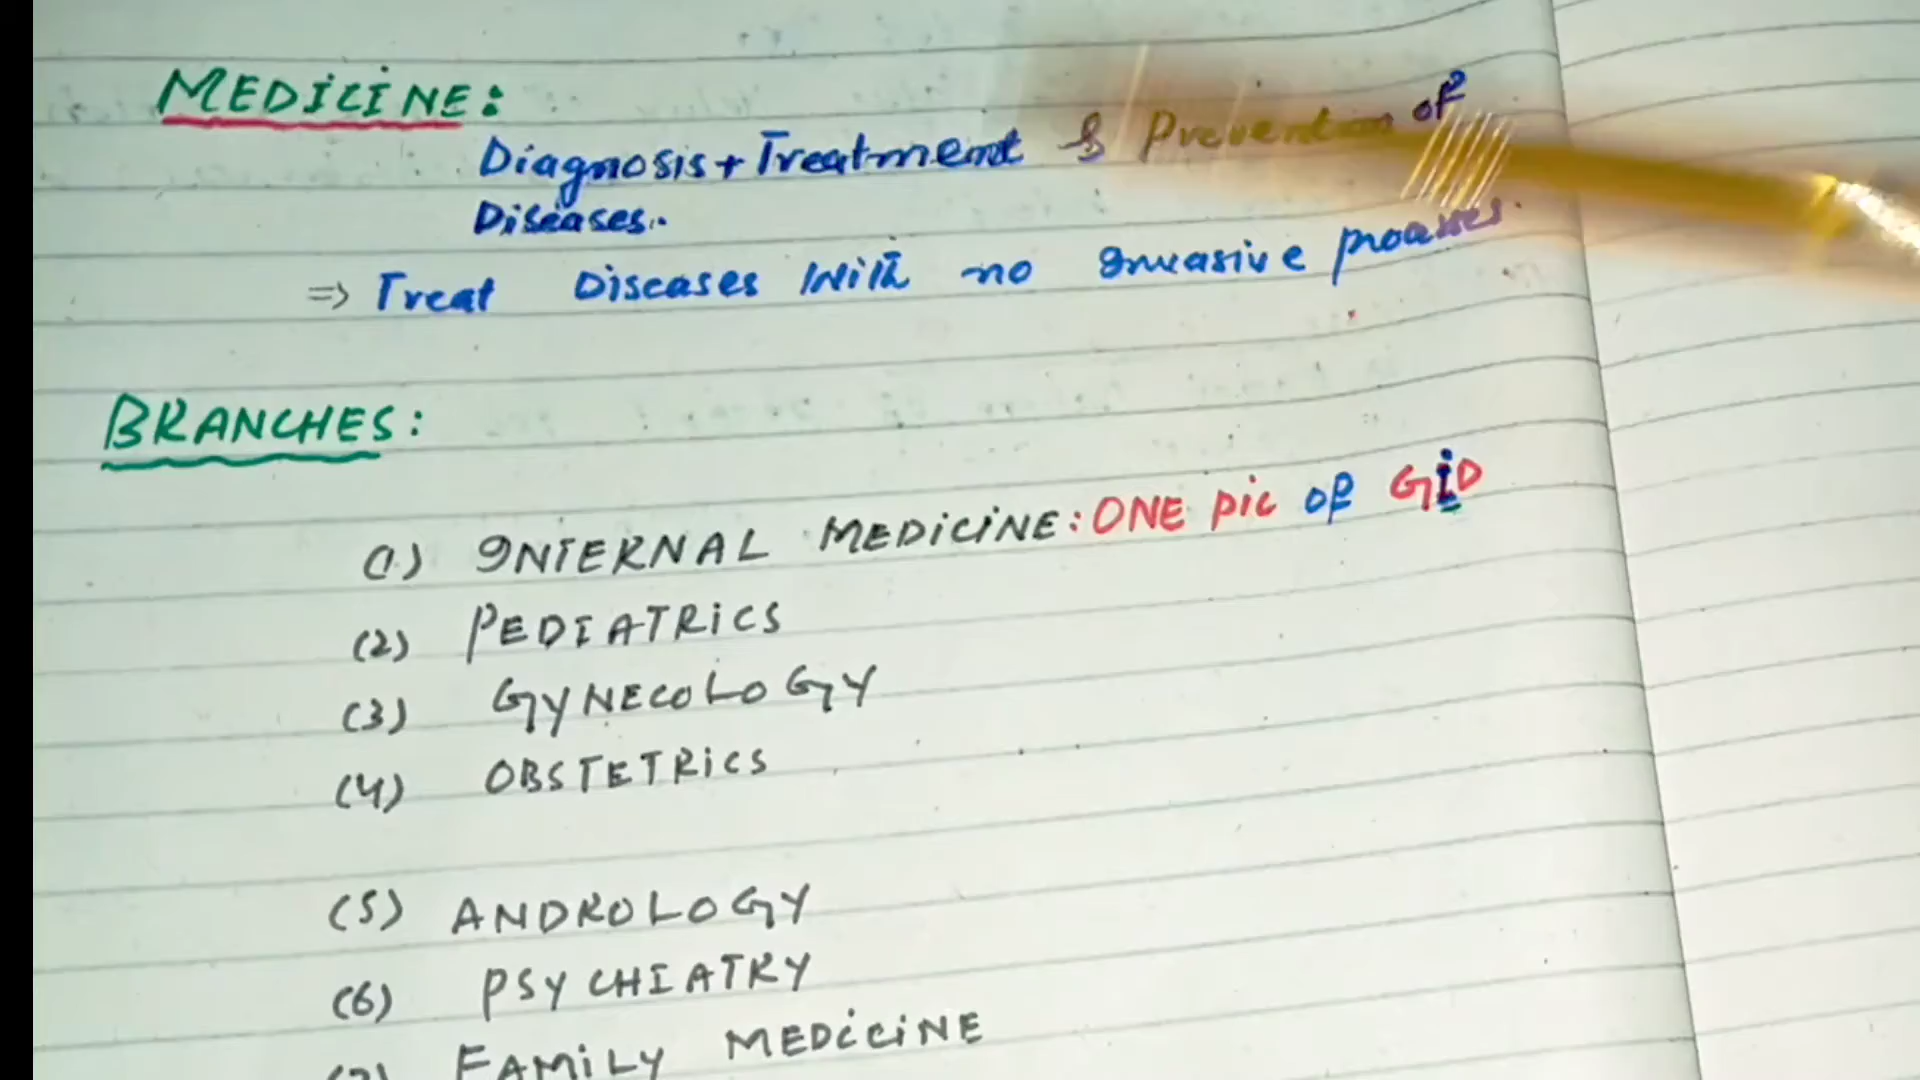 MEDICINE:
Diagnosis + Treatment & Prevention of
Diseases.
⇒ Treat Diseases With no Invasive
BRANCHES:
(1) INTERNAL MEDICINE: ONE Pic of GID
(2) PEDIATRICS
(3) GYNECOLOGY
(4) OBSTETRICS
(5) ANDROLOGY
(6) PSYCHIATRY
(7) FAMILY MEDICINE